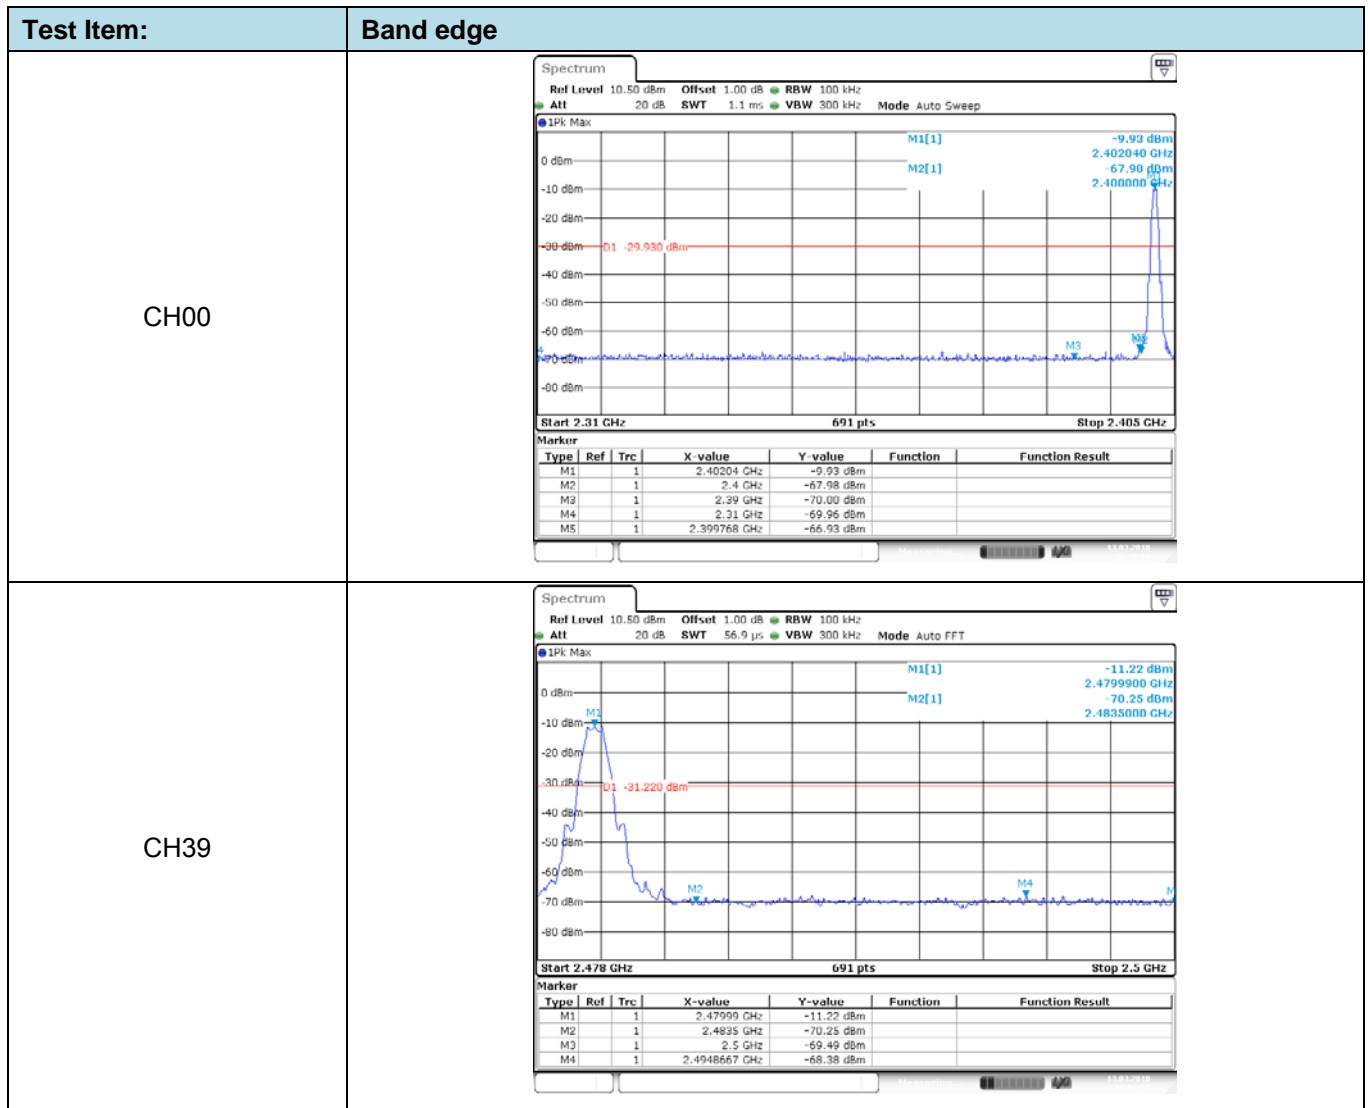 Test Item: Band edge
CH00
Spectrum
Ref Level 10.50 dBm Offset 1.00 dB RBW 100 kHz
Att 20 dB SWT 1.1 ms VBW 300 kHz Mode Auto Sweep
1Pk Max
M1[1] -9.93 dBm
2.402040 GHz
M2[1] -67.98 dBm
2.400000 GHz
M1
0 dBm
-10 dBm
-20 dBm
-30 dBm
D1 -29.930 dBm
-40 dBm
-50 dBm
-60 dBm
M3
-70 dBm
-80 dBm
Start 2.31 GHz 691 pts Stop 2.405 GHz
Marker
Type Ref Trc X-value Y-value Function Function Result
M1 1 2.40204 GHz -9.93 dBm
M2 1 2.4 GHz -67.98 dBm
M3 1 2.39 GHz -70.00 dBm
M4 1 2.31 GHz -69.96 dBm
M5 1 2.399768 GHz -66.93 dBm
CH39
Spectrum
Ref Level 10.50 dBm Offset 1.00 dB RBW 100 kHz
Att 20 dB SWT 56.9 µs VBW 300 kHz Mode Auto FFT
1Pk Max
M1[1] -11.22 dBm
2.4799900 GHz
M2[1] -70.25 dBm
2.4835000 GHz
0 dBm
M1
-10 dBm
-20 dBm
-30 dBm
D1 -31.220 dBm
-40 dBm
-50 dBm
-60 dBm
M2
M4
-70 dBm
-80 dBm
Start 2.478 GHz 691 pts Stop 2.5 GHz
Marker
Type Ref Trc X-value Y-value Function Function Result
M1 1 2.47999 GHz -11.22 dBm
M2 1 2.4835 GHz -70.25 dBm
M3 1 2.5 GHz -69.49 dBm
M4 1 2.4948667 GHz -68.38 dBm